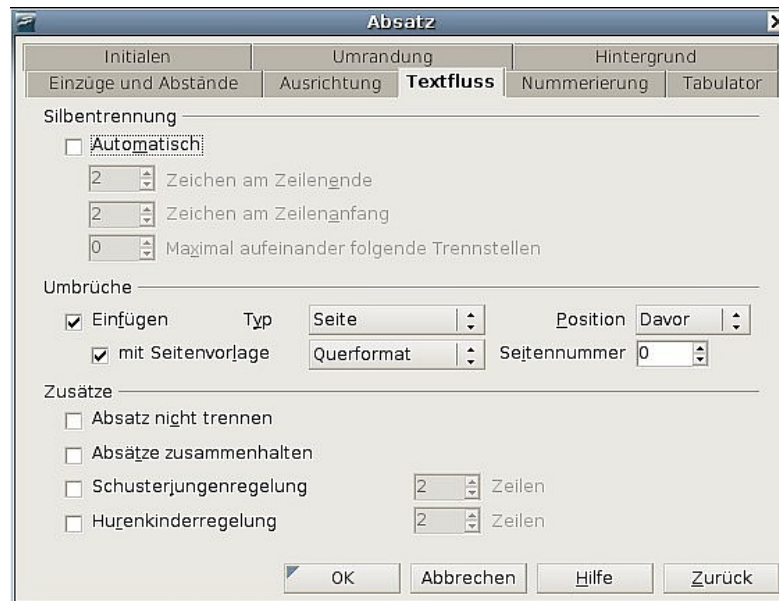 Absatz
Initialen Umrandung Hintergrund
Einzüge und Abstände Ausrichtung Textfluss Nummerierung Tabulator
Silbentrennung
Automatisch
2 Zeichen am Zeilenende
2 Zeichen am Zeilenanfang
0 Maximal aufeinander folgende Trennstellen
Umbrüche
Einfügen Typ Seite Position Davor
mit Seitenvorlage Querformat Seitennummer 0
Zusätze
Absatz nicht trennen
Absätze zusammenhalten
Schusterjungenregelung 2 Zeilen
Hurenkinderregelung 2 Zeilen
OK Abbrechen Hilfe Zurück